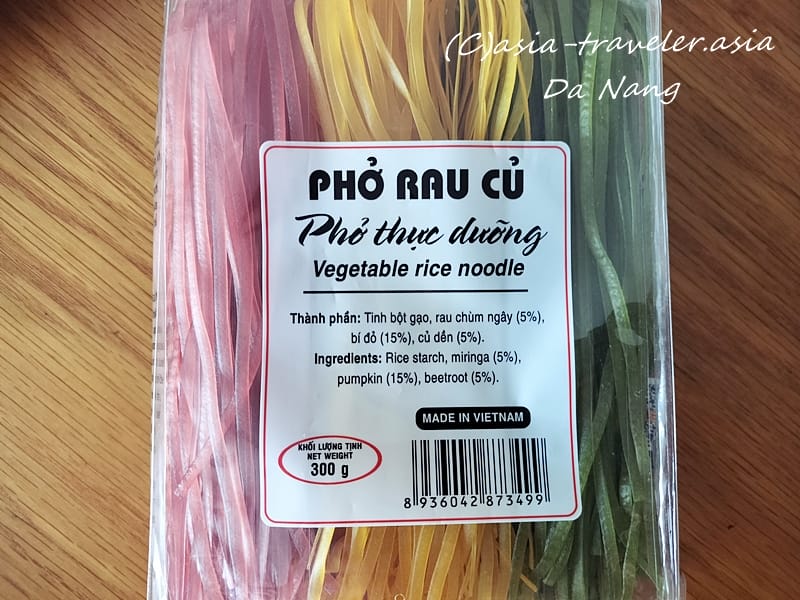 (C)asia-traveler.asia
Da Nang
PHỞ RAU CỦ
Phở thực dưỡng
Vegetable rice noodle
Thành phần: Tinh bột gạo, rau chùm ngây (5%),
bí đỏ (15%), củ dền (5%).
Ingredients: Rice starch, miringa (5%),
pumpkin (15%), beetroot (5%).
MADE IN VIETNAM
KHỐI LƯỢNG TỊNH
NET WEIGHT
300 g
8 936042 873499